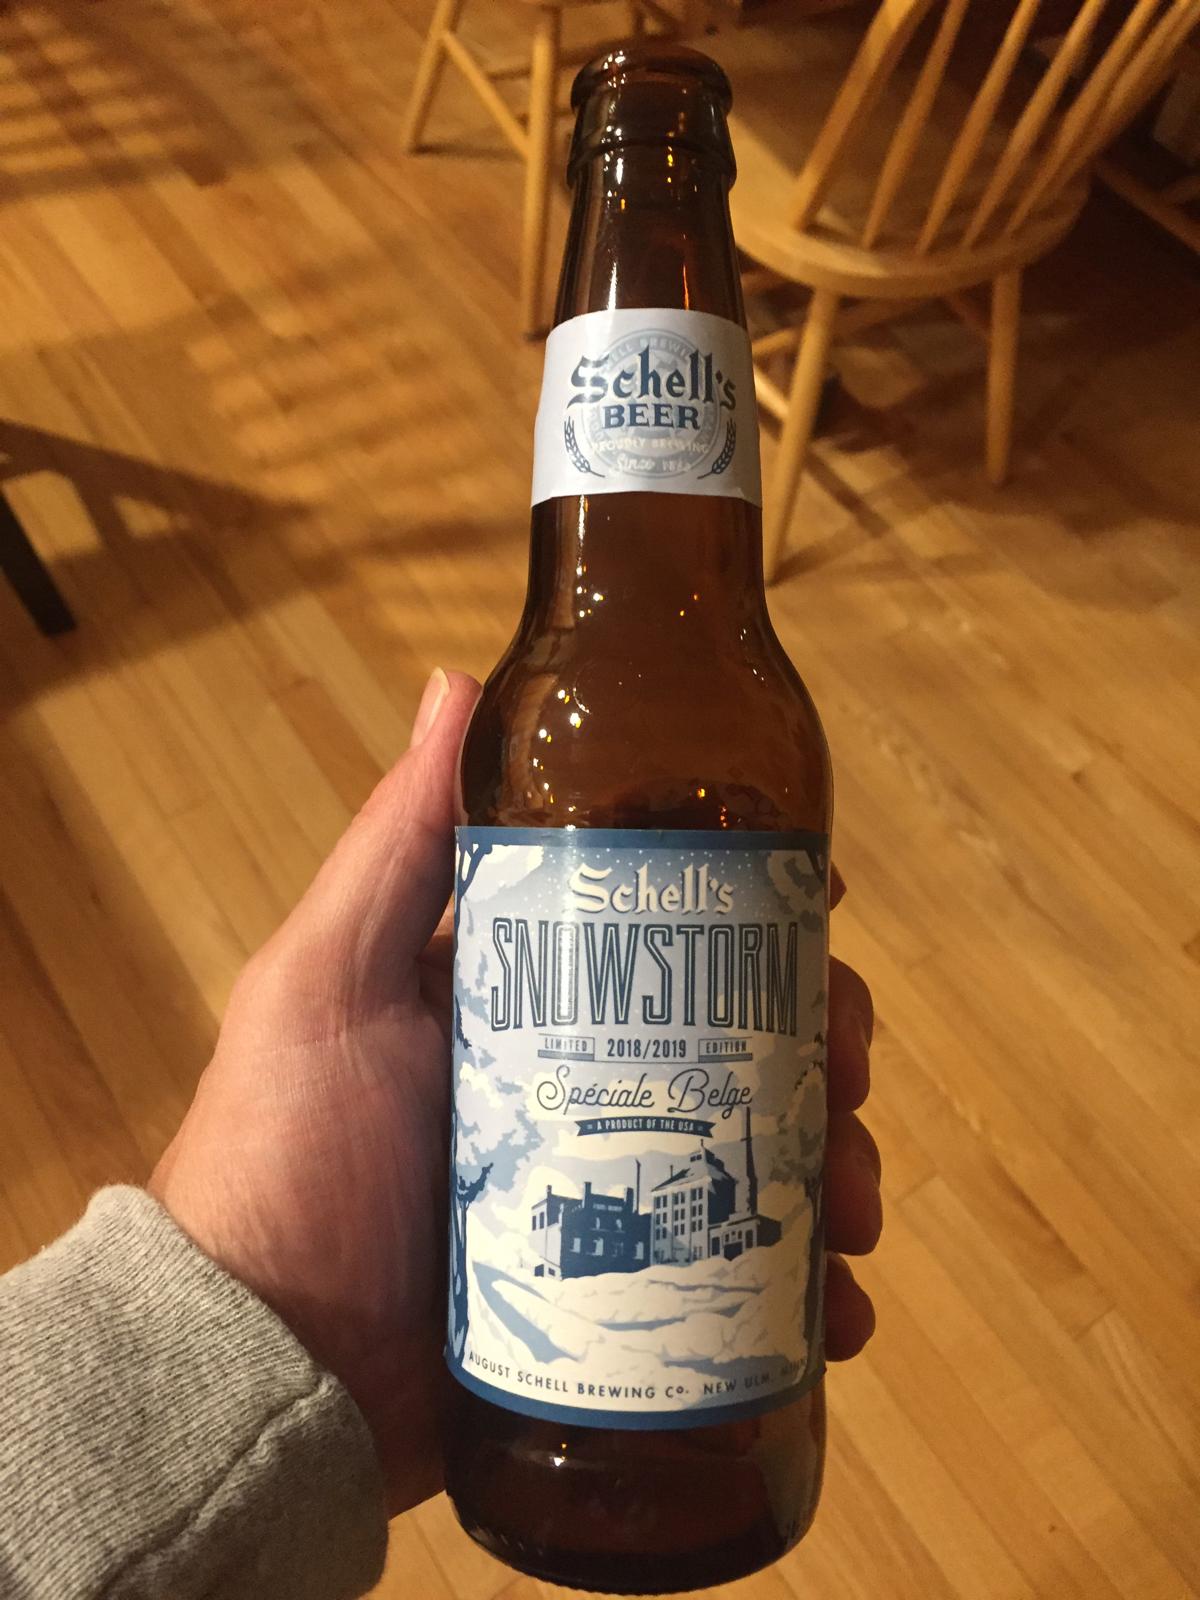 Schell's
BEER
PROUDLY BREWING
Since
Schell's
SNOWSTORM
LIMITED 2018/2019 EDITION
Spéciale Belge
A PRODUCT OF THE USA
AUGUST SCHELL BREWING Co. NEW ULM,